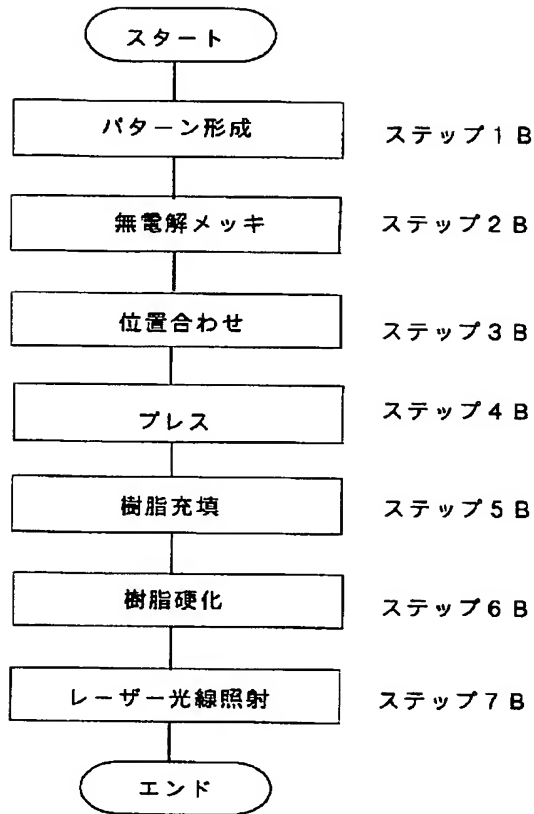 スタート
パターン形成 ステップ1B
無電解メッキ ステップ2B
位置合わせ ステップ3B
プレス ステップ4B
樹脂充填 ステップ5B
樹脂硬化 ステップ6B
レーザー光線照射 ステップ7B
エンド